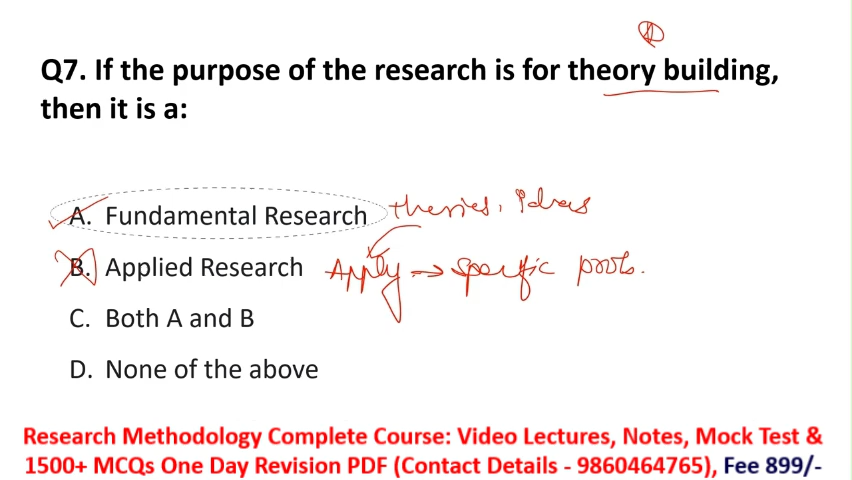 Q7. If the purpose of the research is for theory building,
then it is a:
A. Fundamental Research theories, Ideas
B. Applied Research Apply → specific prob.
C. Both A and B
D. None of the above
Research Methodology Complete Course: Video Lectures, Notes, Mock Test &
1500+ MCQs One Day Revision PDF (Contact Details - 9860464765), Fee 899/-